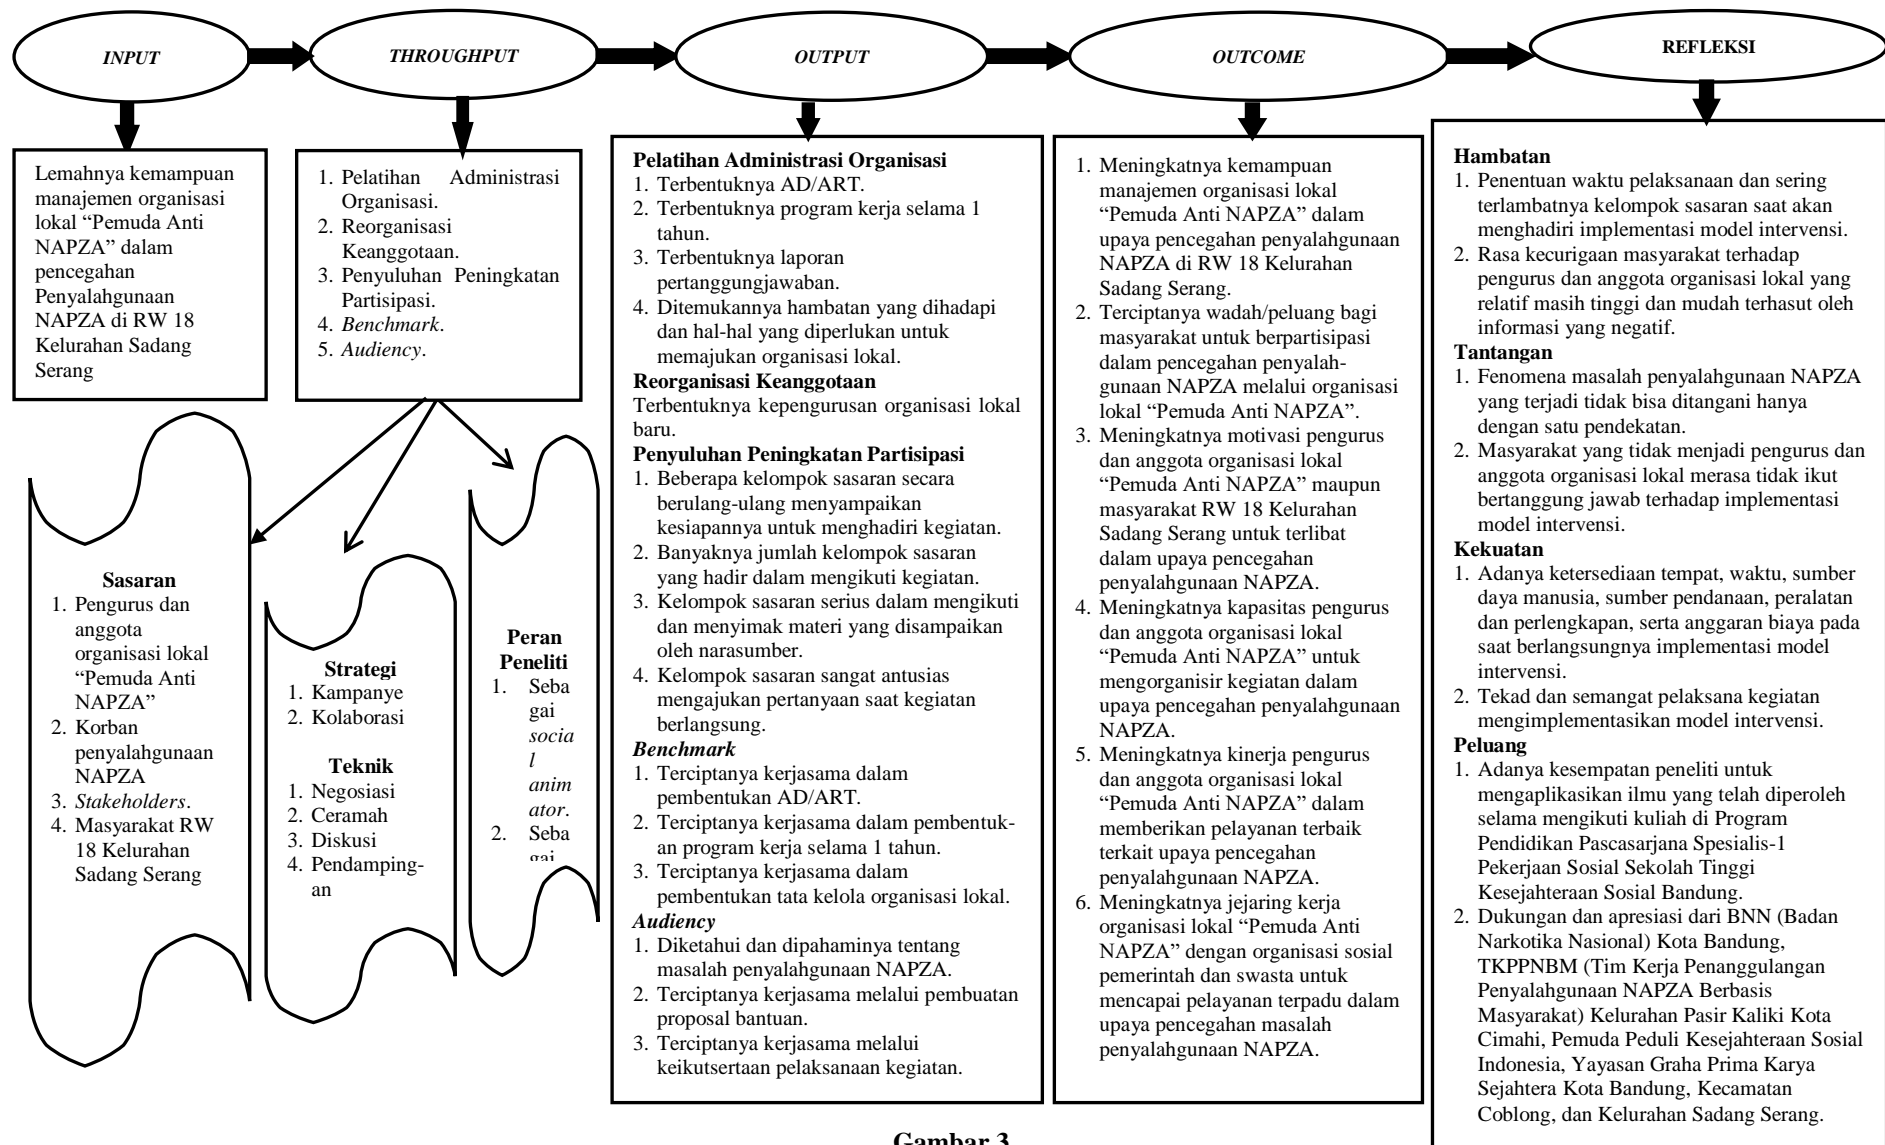 INPUT
THROUGHPUT
OUTPUT
OUTCOME
REFLEKSI
Lemahnya kemampuan
manajemen organisasi
lokal “Pemuda Anti
NAPZA” dalam
pencegahan
Penyalahgunaan
NAPZA di RW 18
Kelurahan Sadang
Serang
1. Pelatihan Administrasi
Organisasi.
2. Reorganisasi
Keanggotaan.
3. Penyuluhan Peningkatan
Partisipasi.
4. Benchmark.
5. Audiency.
Sasaran
1. Pengurus dan
anggota
organisasi lokal
“Pemuda Anti
NAPZA”
2. Korban
penyalahgunaan
NAPZA
3. Stakeholders.
4. Masyarakat RW
18 Kelurahan
Sadang Serang
Strategi
1. Kampanye
2. Kolaborasi
Teknik
1. Negosiasi
2. Ceramah
3. Diskusi
4. Pendamping-
an
Peran
Peneliti
1. Seba
gai
socia
l
anim
ator.
2. Seba
gai
Pelatihan Administrasi Organisasi
1. Terbentuknya AD/ART.
2. Terbentuknya program kerja selama 1
tahun.
3. Terbentuknya laporan
pertanggungjawaban.
4. Ditemukannya hambatan yang dihadapi
dan hal-hal yang diperlukan untuk
memajukan organisasi lokal.
Reorganisasi Keanggotaan
Terbentuknya kepengurusan organisasi lokal
baru.
Penyuluhan Peningkatan Partisipasi
1. Beberapa kelompok sasaran secara
berulang-ulang menyampaikan
kesiapannya untuk menghadiri kegiatan.
2. Banyaknya jumlah kelompok sasaran
yang hadir dalam mengikuti kegiatan.
3. Kelompok sasaran serius dalam mengikuti
dan menyimak materi yang disampaikan
oleh narasumber.
4. Kelompok sasaran sangat antusias
mengajukan pertanyaan saat kegiatan
berlangsung.
Benchmark
1. Terciptanya kerjasama dalam
pembentukan AD/ART.
2. Terciptanya kerjasama dalam pembentuk-
an program kerja selama 1 tahun.
3. Terciptanya kerjasama dalam
pembentukan tata kelola organisasi lokal.
Audiency
1. Diketahui dan dipahaminya tentang
masalah penyalahgunaan NAPZA.
2. Terciptanya kerjasama melalui pembuatan
proposal bantuan.
3. Terciptanya kerjasama melalui
keikutsertaan pelaksanaan kegiatan.
1. Meningkatnya kemampuan
manajemen organisasi lokal
“Pemuda Anti NAPZA” dalam
upaya pencegahan penyalahgunaan
NAPZA di RW 18 Kelurahan
Sadang Serang.
2. Terciptanya wadah/peluang bagi
masyarakat untuk berpartisipasi
dalam pencegahan penyalah-
gunaan NAPZA melalui organisasi
lokal “Pemuda Anti NAPZA”.
3. Meningkatnya motivasi pengurus
dan anggota organisasi lokal
“Pemuda Anti NAPZA” maupun
masyarakat RW 18 Kelurahan
Sadang Serang untuk terlibat
dalam upaya pencegahan
penyalahgunaan NAPZA.
4. Meningkatnya kapasitas pengurus
dan anggota organisasi lokal
“Pemuda Anti NAPZA” untuk
mengorganisir kegiatan dalam
upaya pencegahan penyalahgunaan
NAPZA.
5. Meningkatnya kinerja pengurus
dan anggota organisasi lokal
“Pemuda Anti NAPZA” dalam
memberikan pelayanan terbaik
terkait upaya pencegahan
penyalahgunaan NAPZA.
6. Meningkatnya jejaring kerja
organisasi lokal “Pemuda Anti
NAPZA” dengan organisasi sosial
pemerintah dan swasta untuk
mencapai pelayanan terpadu dalam
upaya pencegahan masalah
penyalahgunaan NAPZA.
Hambatan
1. Penentuan waktu pelaksanaan dan sering
terlambatnya kelompok sasaran saat akan
menghadiri implementasi model intervensi.
2. Rasa kecurigaan masyarakat terhadap
pengurus dan anggota organisasi lokal yang
relatif masih tinggi dan mudah terhasut oleh
informasi yang negatif.
Tantangan
1. Fenomena masalah penyalahgunaan NAPZA
yang terjadi tidak bisa ditangani hanya
dengan satu pendekatan.
2. Masyarakat yang tidak menjadi pengurus dan
anggota organisasi lokal merasa tidak ikut
bertanggung jawab terhadap implementasi
model intervensi.
Kekuatan
1. Adanya ketersediaan tempat, waktu, sumber
daya manusia, sumber pendanaan, peralatan
dan perlengkapan, serta anggaran biaya pada
saat berlangsungnya implementasi model
intervensi.
2. Tekad dan semangat pelaksana kegiatan
mengimplementasikan model intervensi.
Peluang
1. Adanya kesempatan peneliti untuk
mengaplikasikan ilmu yang telah diperoleh
selama mengikuti kuliah di Program
Pendidikan Pascasarjana Spesialis-1
Pekerjaan Sosial Sekolah Tinggi
Kesejahteraan Sosial Bandung.
2. Dukungan dan apresiasi dari BNN (Badan
Narkotika Nasional) Kota Bandung,
TKPPNBM (Tim Kerja Penanggulangan
Penyalahgunaan NAPZA Berbasis
Masyarakat) Kelurahan Pasir Kaliki Kota
Cimahi, Pemuda Peduli Kesejahteraan Sosial
Indonesia, Yayasan Graha Prima Karya
Sejahtera Kota Bandung, Kecamatan
Coblong, dan Kelurahan Sadang Serang.
Gambar 3